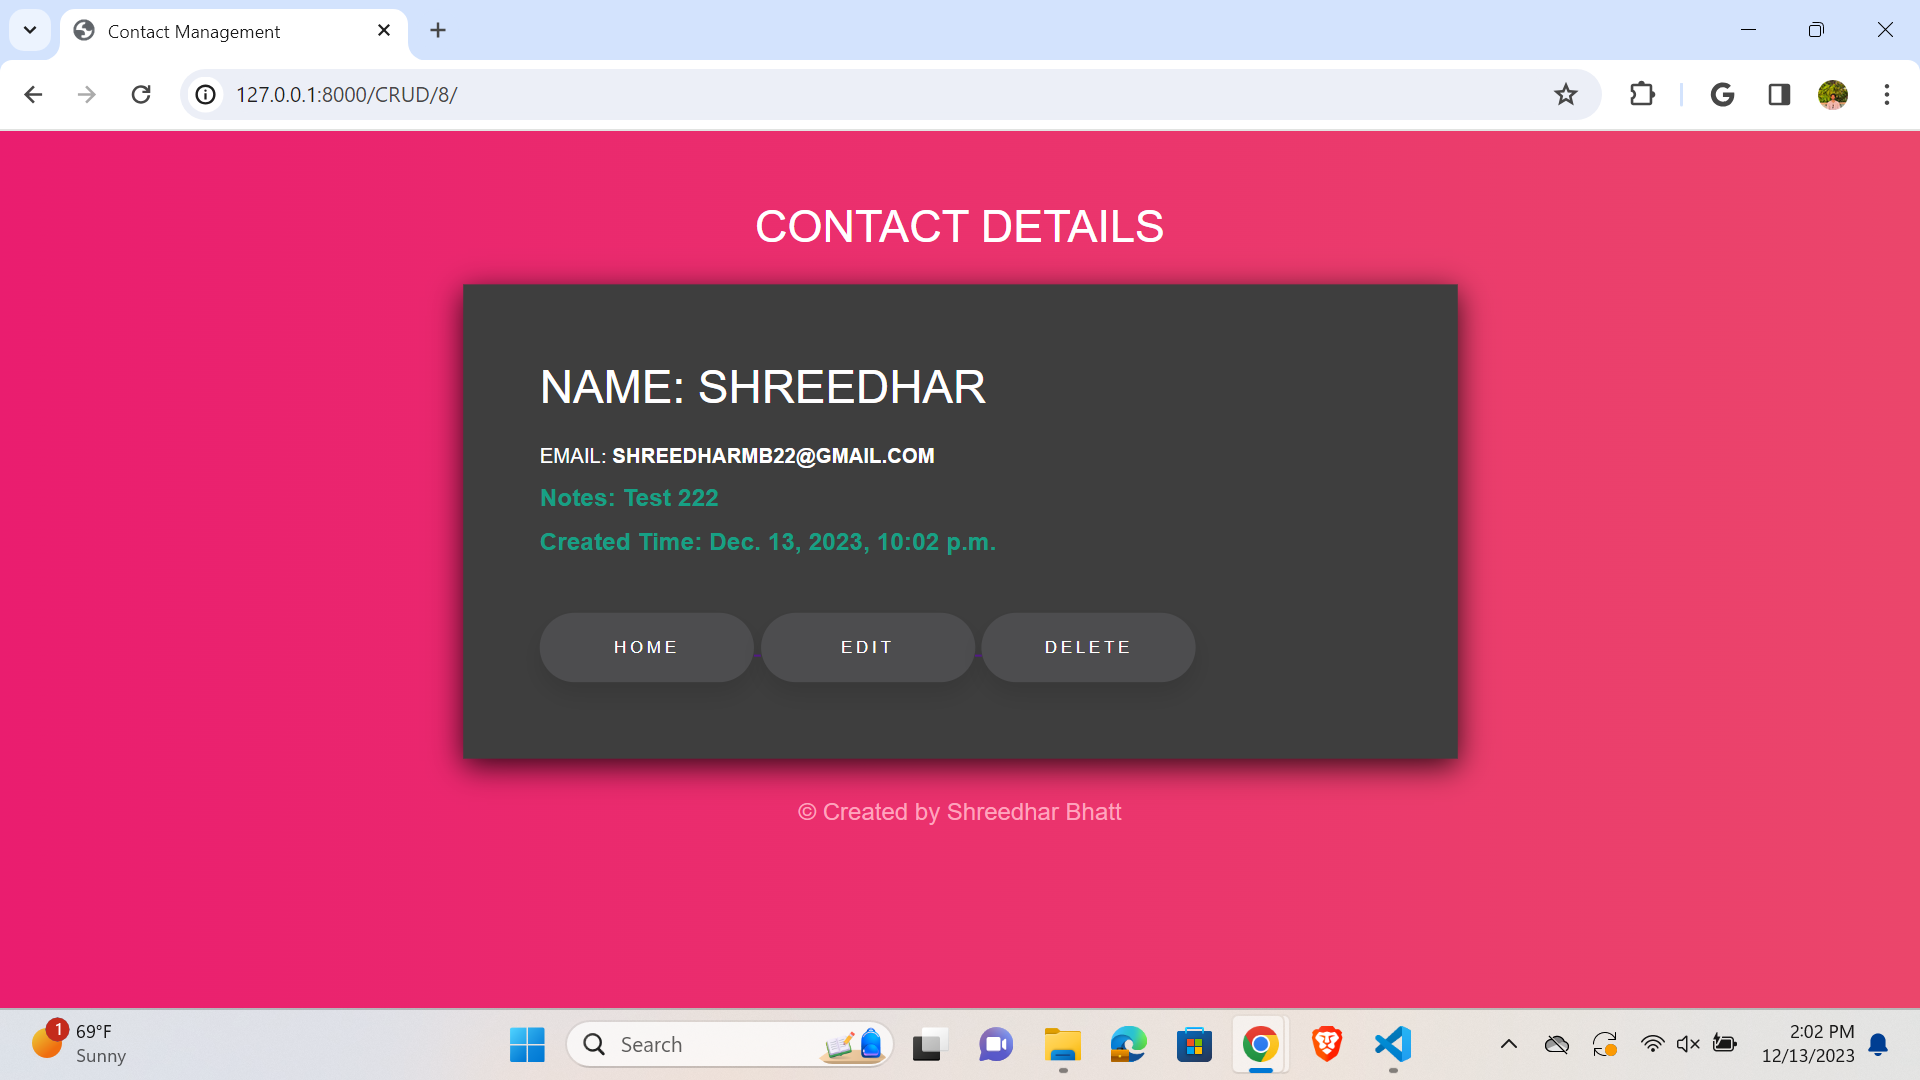 Contact Management
127.0.0.1:8000/CRUD/8/
CONTACT DETAILS
NAME: SHREEDHAR
EMAIL: SHREEDHARMB22@GMAIL.COM
Notes: Test 222
Created Time: Dec. 13, 2023, 10:02 p.m.
HOME EDIT DELETE
© Created by Shreedhar Bhatt
1
69°F
Sunny
Search
2:02 PM
12/13/2023